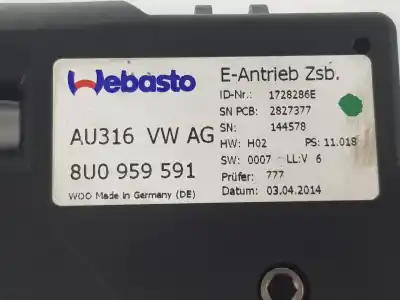 Webasto
E-Antrieb Zsb.
ID-Nr.: 1728286E
SN PCB: 2827377
SN: 144578
HW: H02 PS: 11.018
SW: 0007 LL:V 6
Prüfer: 777
Datum: 03.04.2014
AU316 VW AG
8U0 959 591
WOO Made in Germany (DE)